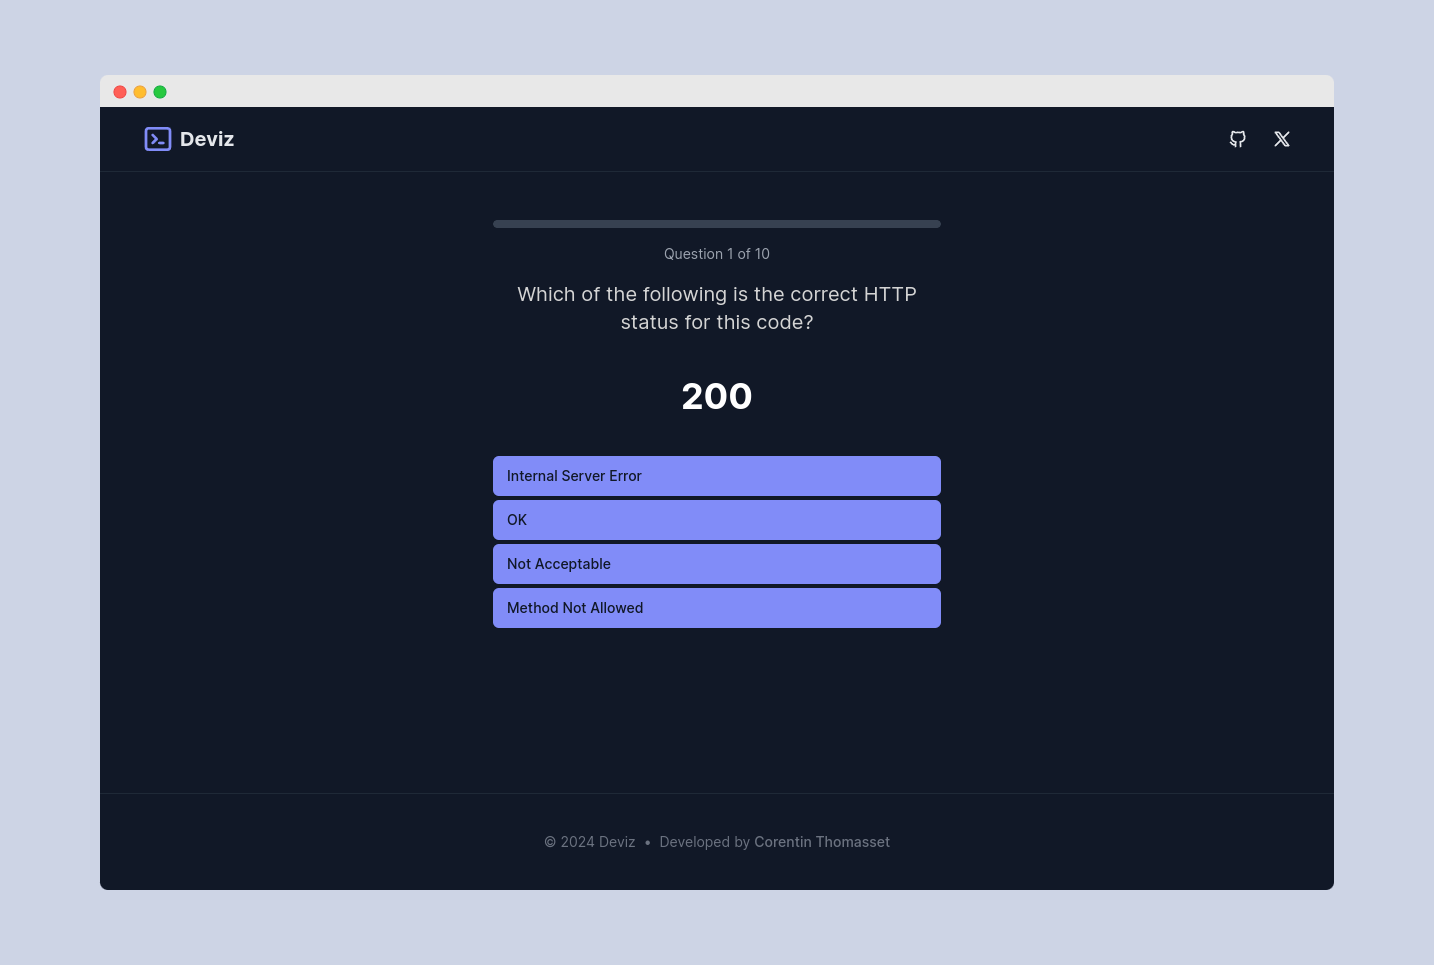 Deviz
Question 1 of 10
Which of the following is the correct HTTP
status for this code?
200
Internal Server Error
OK
Not Acceptable
Method Not Allowed
© 2024 Deviz • Developed by Corentin Thomasset